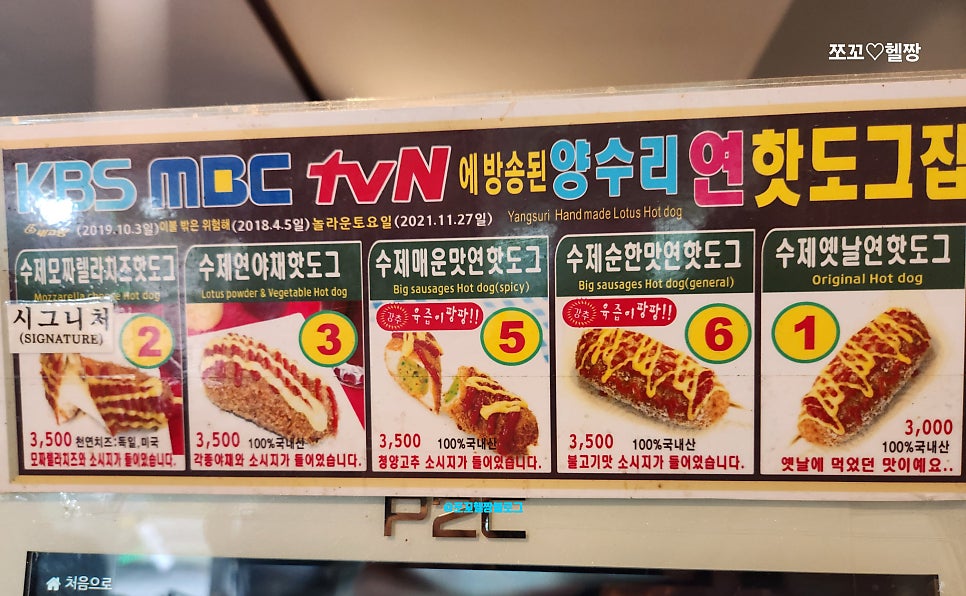 쪼꼬♡헬짱
KBS MBC tvN 에 방송된 양수리 연핫도그집
(2019.10.3일) 이불 밖은 위험해 (2018.4.5일) 놀라운토요일 (2021.11.27일) Yangsuri Hand made Lotus Hot dog
수제모짜렐라치즈핫도그
Mozzarella Cheese Hot dog
시그니처
(SIGNATURE)
2
3,500 천연치즈:독일, 미국
모짜렐라치즈와 소시지가 들어있습니다.
수제연야채핫도그
Lotus powder & Vegetable Hot dog
3
3,500 100%국내산
각종야채와 소시지가 들어있습니다.
수제매운맛연핫도그
Big sausages Hot dog(spicy)
강추 육즙이팡팡!!
5
3,500 100%국내산
청양고추 소시지가 들어있습니다.
수제순한맛연핫도그
Big sausages Hot dog(general)
강추 육즙이팡팡!!
6
3,500 100%국내산
불고기맛 소시지가 들어있습니다.
수제옛날연핫도그
Original Hot dog
1
3,000
100%국내산
옛날에 먹었던 맛이예요..
P2C
처음으로